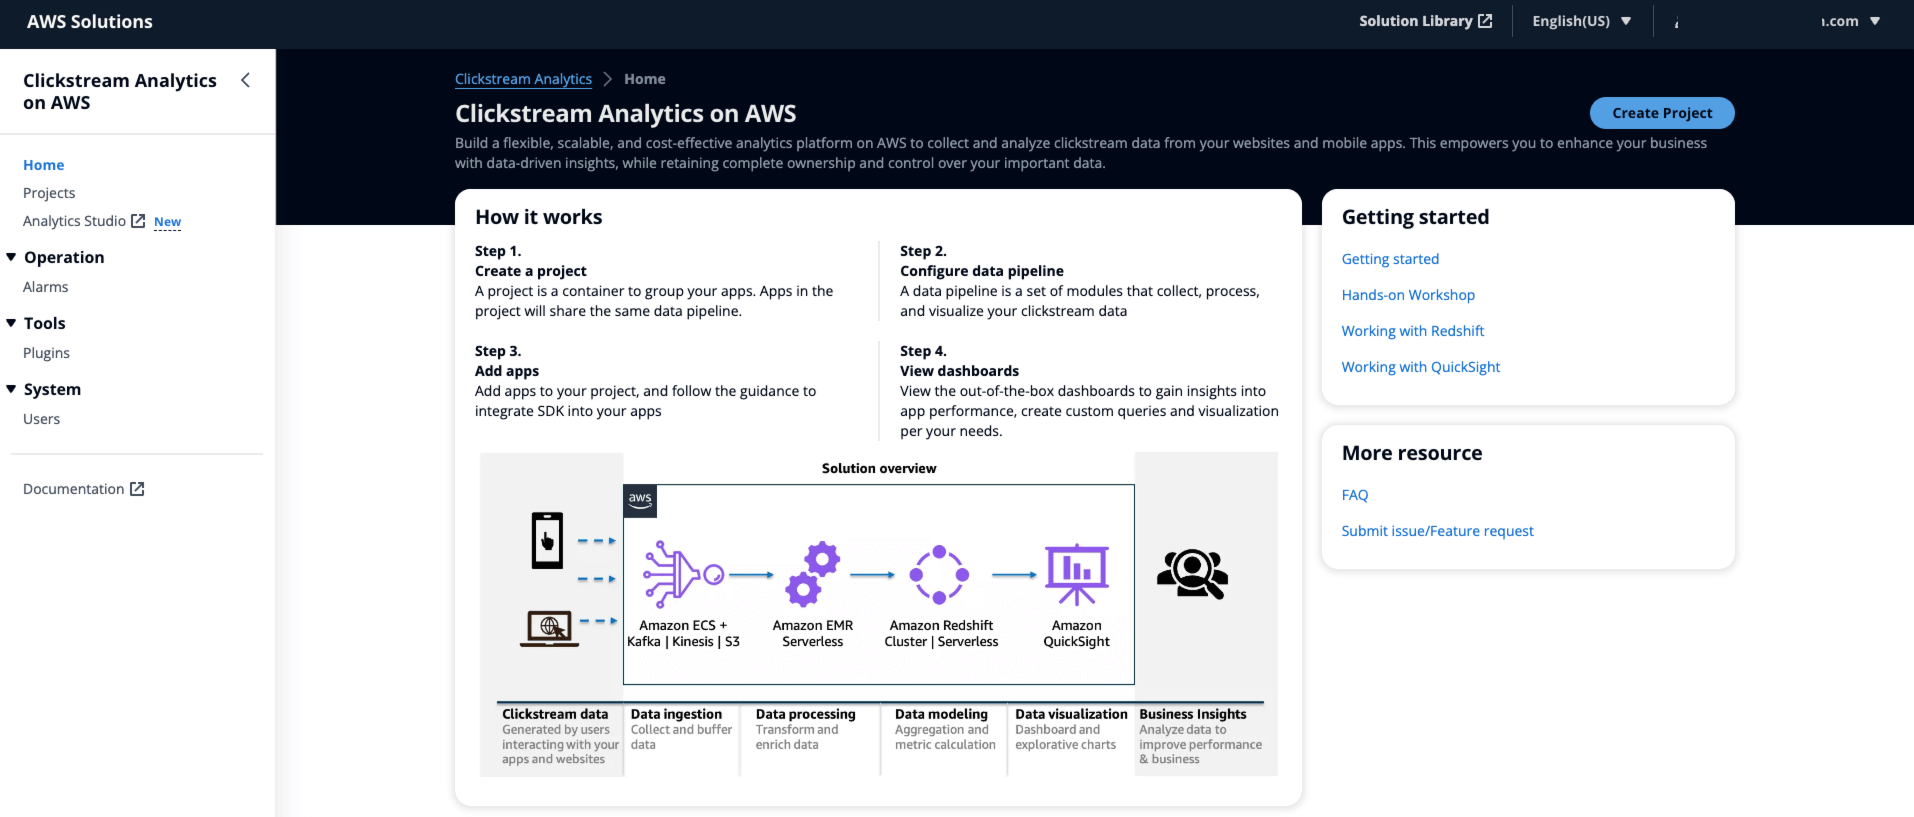 AWS Solutions
Solution Library
English(US)
.com
Clickstream Analytics
on AWS
Home
Projects
Analytics Studio New
Operation
Alarms
Tools
Plugins
System
Users
Documentation
Clickstream Analytics > Home
Clickstream Analytics on AWS
Create Project
Build a flexible, scalable, and cost-effective analytics platform on AWS to collect and analyze clickstream data from your websites and mobile apps. This empowers you to enhance your business
with data-driven insights, while retaining complete ownership and control over your important data.
How it works
Step 1.
Create a project
A project is a container to group your apps. Apps in the
project will share the same data pipeline.
Step 2.
Configure data pipeline
A data pipeline is a set of modules that collect, process,
and visualize your clickstream data
Step 3.
Add apps
Add apps to your project, and follow the guidance to
integrate SDK into your apps
Step 4.
View dashboards
View the out-of-the-box dashboards to gain insights into
app performance, create custom queries and visualization
per your needs.
Solution overview
aws
Amazon ECS +
Kafka | Kinesis | S3
Amazon EMR
Serverless
Amazon Redshift
Cluster | Serverless
Amazon
QuickSight
Clickstream data
Generated by users
interacting with your
apps and websites
Data ingestion
Collect and buffer
data
Data processing
Transform and
enrich data
Data modeling
Aggregation and
metric calculation
Data visualization
Dashboard and
explorative charts
Business Insights
Analyze data to
improve performance
& business
Getting started
Getting started
Hands-on Workshop
Working with Redshift
Working with QuickSight
More resource
FAQ
Submit issue/Feature request